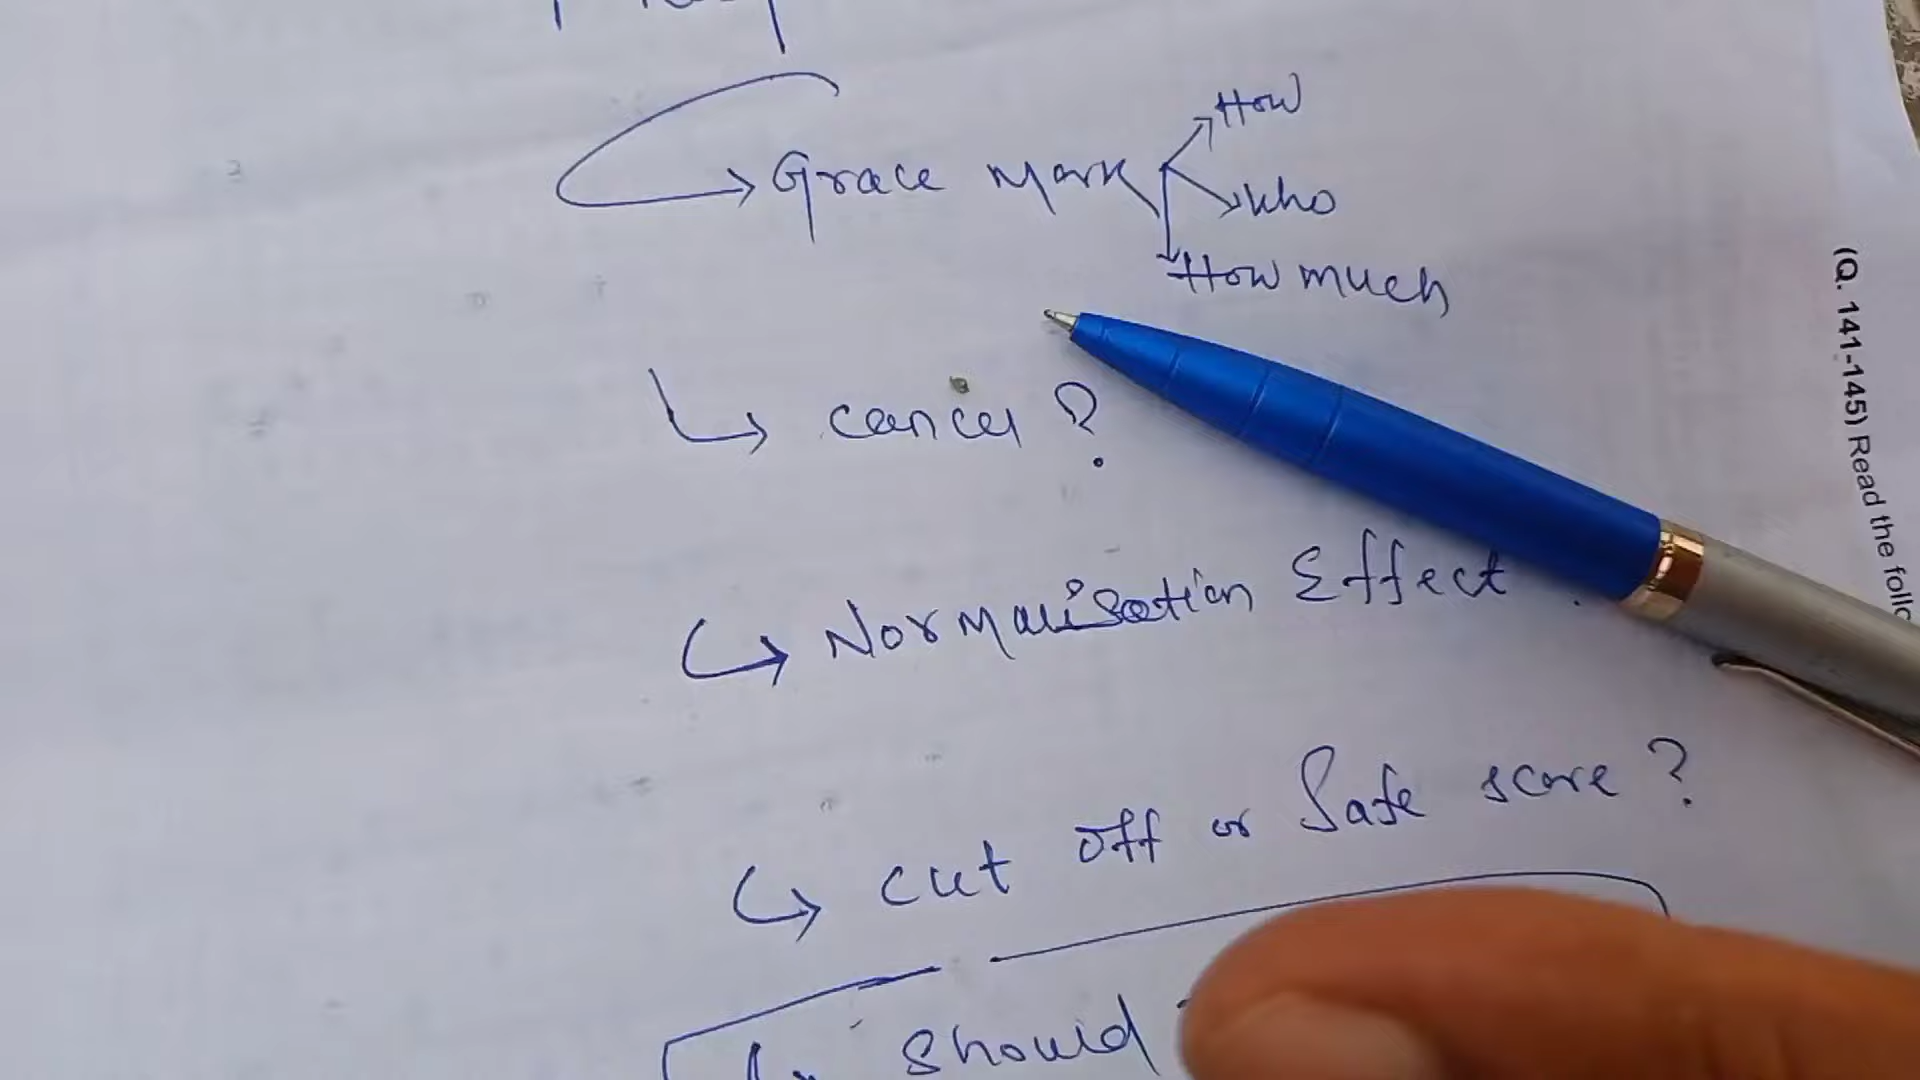 How
Grace Mark
who
How much
cancel ?
Normalisation Effect .
cut off or Safe score ?
should
(Q. 141-145) Read the follo